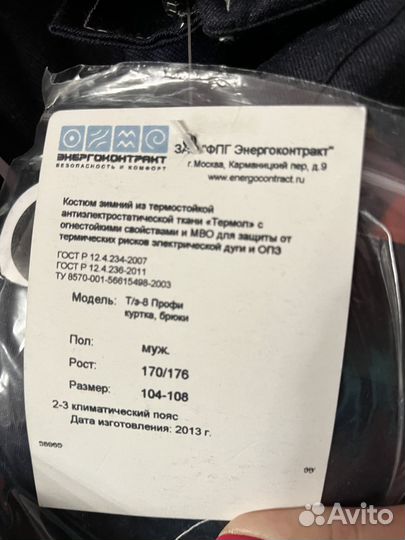 ЭНЕРГОКОНТРАКТ
БЕЗОПАСНОСТЬ И КОМФОРТ
ЗАО "ФПГ Энергоконтракт"
г.Москва, Карманицкий пер, д.9
www.energocontract.ru
Костюм зимний из термостойкой
антиэлектростатической ткани «Термол» с
огнестойкими свойствами и МВО для защиты от
термических рисков электрической дуги и ОПЗ
ГОСТ Р 12.4.234-2007
ГОСТ Р 12.4.236-2011
ТУ 8570-001-56615498-2003
Модель: Т/э-8 Профи
куртка, брюки
Пол: муж.
Рост: 170/176
Размер: 104-108
2-3 климатический пояс
Дата изготовления: 2013 г.
Avito